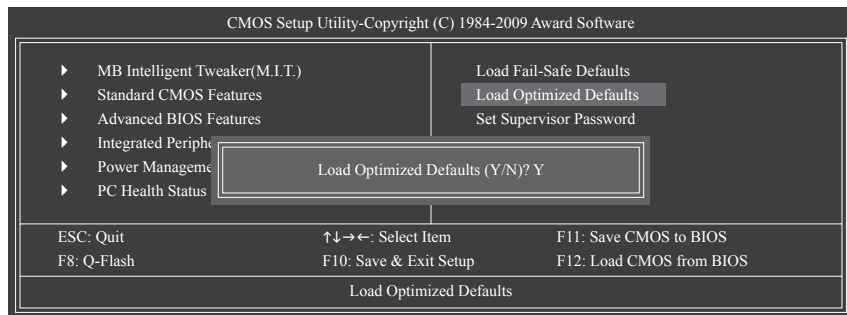 CMOS Setup Utility-Copyright (C) 1984-2009 Award Software
MB Intelligent Tweaker(M.I.T.)
Standard CMOS Features
Advanced BIOS Features
Integrated Periphe
Power Manageme
PC Health Status
Load Fail-Safe Defaults
Load Optimized Defaults
Set Supervisor Password
Load Optimized Defaults (Y/N)? Y
ESC: Quit ↑↓→←: Select Item F11: Save CMOS to BIOS
F8: Q-Flash F10: Save & Exit Setup F12: Load CMOS from BIOS
Load Optimized Defaults